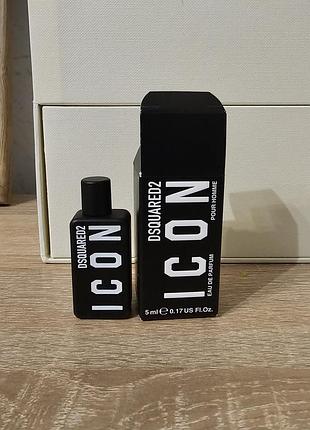 DSQUARED2
ICON
DSQUARED2
ICON
POUR HOMME
EAU DE PARFUM
5 ml ℮ 0.17 US Fl.Oz.